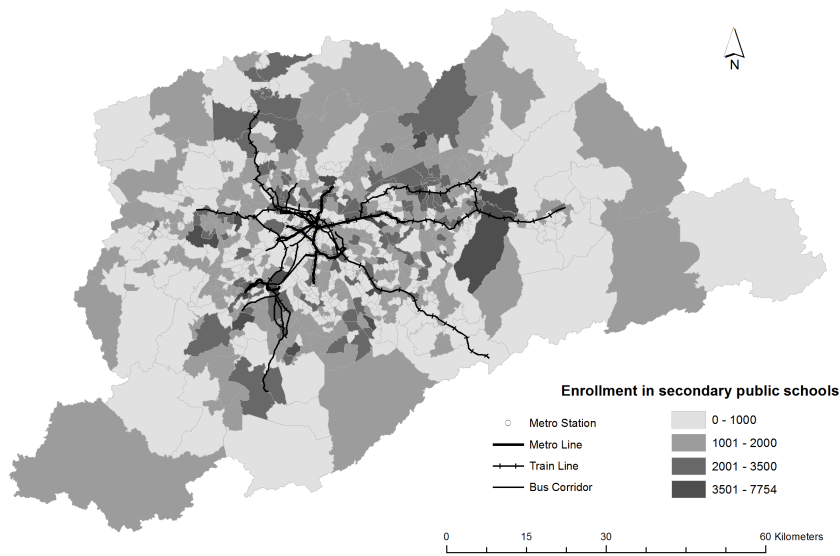 N
Enrollment in secondary public schools
Metro Station
Metro Line
Train Line
Bus Corridor
0 - 1000
1001 - 2000
2001 - 3500
3501 - 7754
0 15 30 60 Kilometers